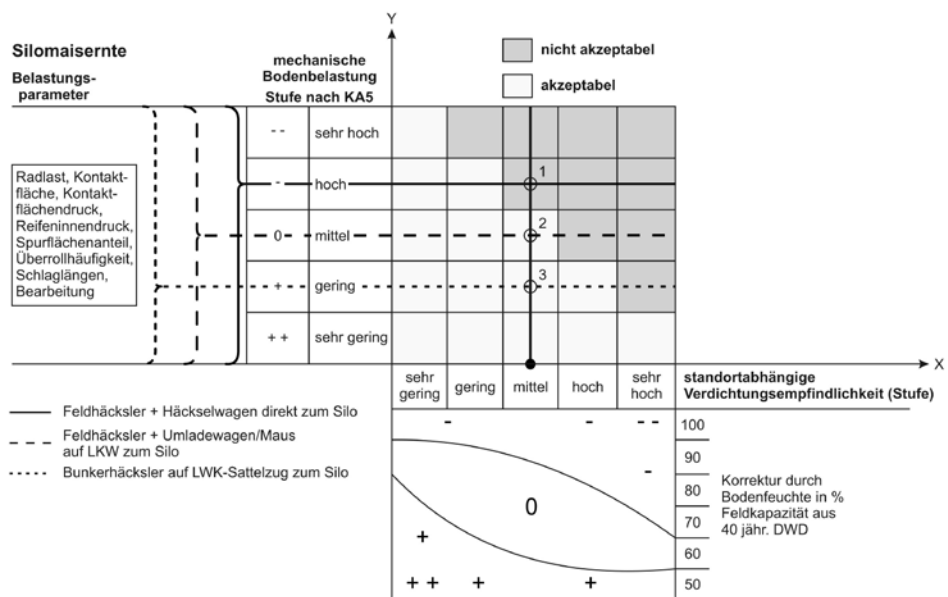 Y
Silomaisernte
Belastungs-
parameter
mechanische
Bodenbelastung
Stufe nach KA5
nicht akzeptabel
akzeptabel
Radlast, Kontakt-
fläche, Kontakt-
flächendruck,
Reifeninnendruck,
Spurflächenanteil,
Überrollhäufigkeit,
Schlaglängen,
Bearbeitung
- - sehr hoch
- hoch 1
0 mittel 2
+ gering 3
+ + sehr gering
X
sehr
gering
gering
mittel
hoch
sehr
hoch
standortabhängige
Verdichtungsempfindlichkeit (Stufe)
Feldhäcksler + Häckselwagen direkt zum Silo
Feldhäcksler + Umladewagen/Maus
auf LKW zum Silo
Bunkerhäcksler auf LWK-Sattelzug zum Silo
- - - - 100
90
- 80
0 70
+ 60
+ + + + 50
Korrektur durch
Bodenfeuchte in %
Feldkapazität aus
40 jähr. DWD